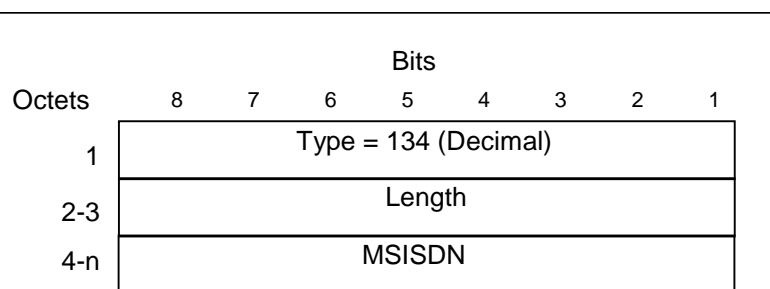 Bits
Octets 8 7 6 5 4 3 2 1
1 Type = 134 (Decimal)
2-3 Length
4-n MSISDN